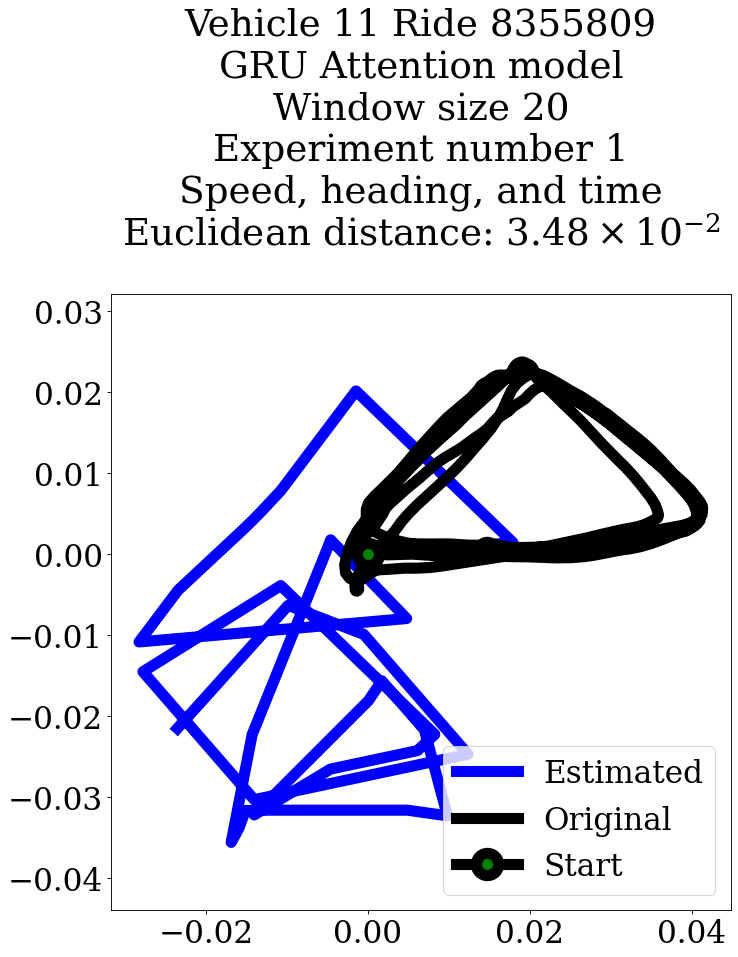 Vehicle 11 Ride 8355809
GRU Attention model
Window size 20
Experiment number 1
Speed, heading, and time
Euclidean distance: 3.48 × 10⁻²
0.03
0.02
0.01
0.00
−0.01
−0.02
−0.03
−0.04
Estimated
Original
Start
−0.02 0.00 0.02 0.04